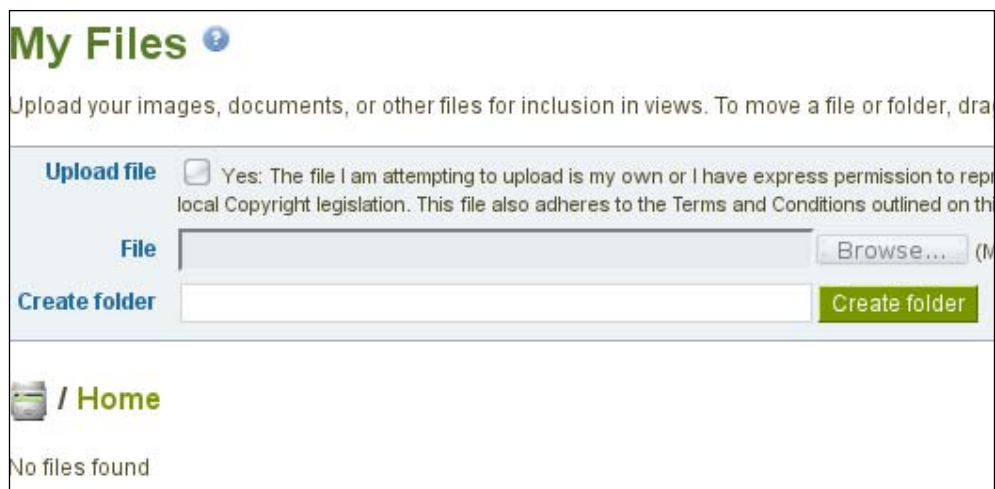 My Files ?
Upload your images, documents, or other files for inclusion in views. To move a file or folder, dra
Upload file Yes: The file I am attempting to upload is my own or I have express permission to repr
local Copyright legislation. This file also adheres to the Terms and Conditions outlined on th
File Browse... (M
Create folder Create folder
/ Home
No files found